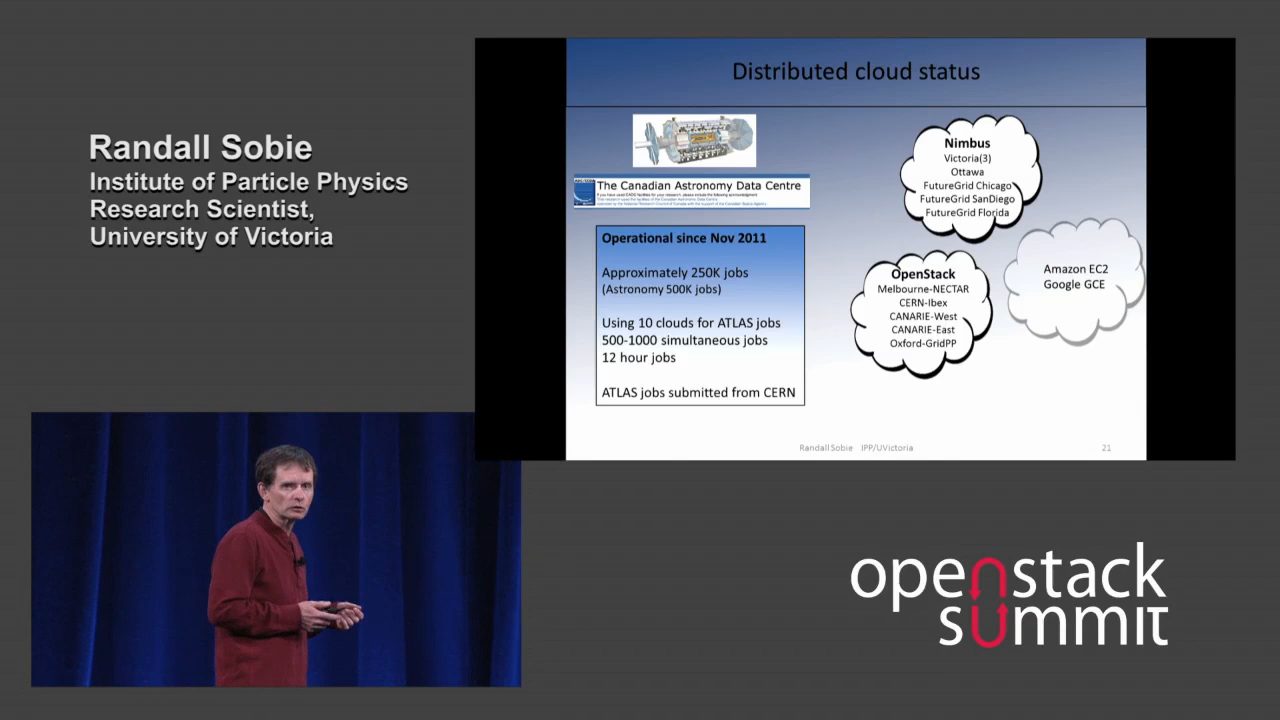 Randall Sobie
Institute of Particle Physics
Research Scientist,
University of Victoria
Distributed cloud status
The Canadian Astronomy Data Centre
Operational since Nov 2011
Approximately 250K jobs
(Astronomy 500K jobs)
Using 10 clouds for ATLAS jobs
500-1000 simultaneous jobs
12 hour jobs
ATLAS jobs submitted from CERN
Nimbus
Victoria(3)
Ottawa
FutureGrid Chicago
FutureGrid SanDiego
FutureGrid Florida
OpenStack
Melbourne-NECTAR
CERN-Ibex
CANARIE-West
CANARIE-East
Oxford-GridPP
Amazon EC2
Google GCE
Randall Sobie IPP/UVictoria
21
openstack
summit